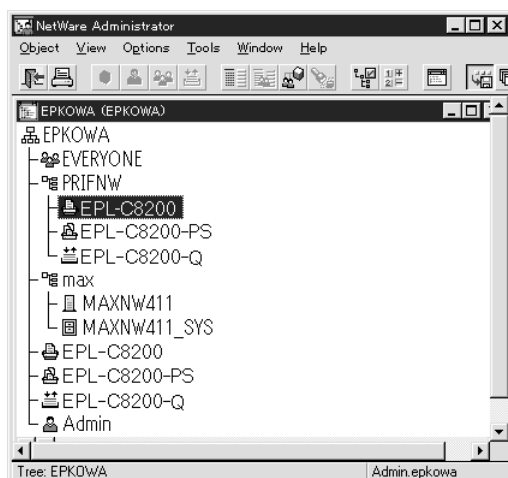 NetWare Administrator
Object View Options Tools Window Help
EPKOWA (EPKOWA)
EPKOWA
EVERYONE
PRIFNW
EPL-C8200
EPL-C8200-PS
EPL-C8200-Q
max
MAXNW411
MAXNW411_SYS
EPL-C8200
EPL-C8200-PS
EPL-C8200-Q
Admin
Tree: EPKOWA Admin.epkowa